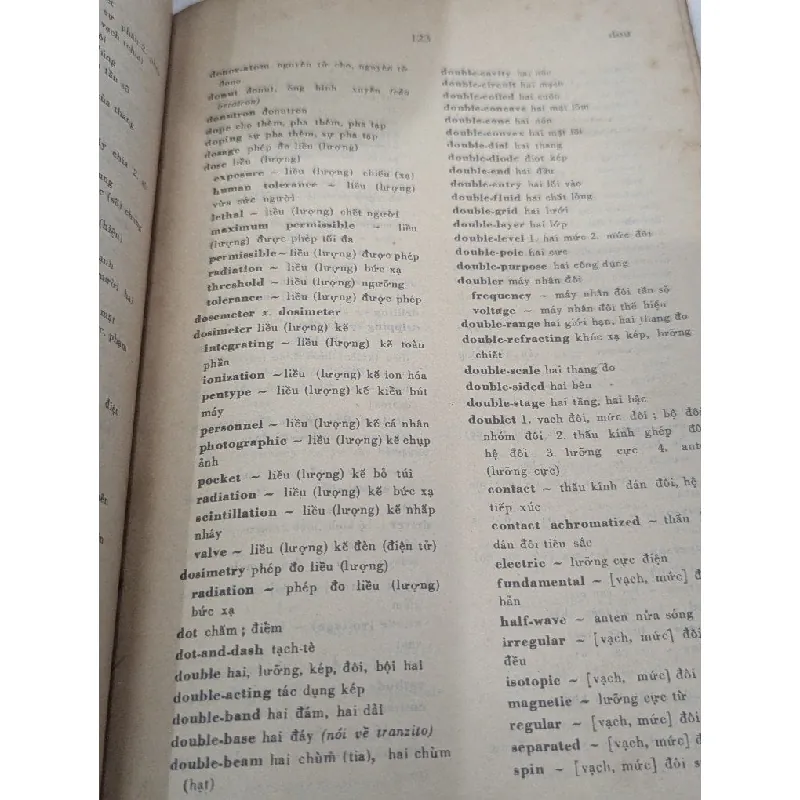 123
dou
donor-atom nguyên tử cho, nguyên tố
dono
donut donut, ống hình xuyến (của
betatron)
donutron donutron
dope cho thêm, pha thêm, pha tạp
doping sự pha thêm, sự pha tạp
dosage phép đo liều (lượng)
dose liều (lượng)
exposure ~ liều (lượng) chiếu (xạ)
human tolerance ~ liều (lượng)
vừa sức người
lethal ~ liều (lượng) chết người
maximum permissible ~ liều
(lượng) được phép tối đa
permissible ~ liều (lượng) được phép
radiation ~ liều (lượng) bức xạ
threshold ~ liều (lượng) ngưỡng
tolerance ~ liều (lượng) được phép
dosemeter x. dosimeter
dosimeter liều (lượng) kế
integrating ~ liều (lượng) kế toàn
phần
ionization ~ liều (lượng) kế ion hóa
pentype ~ liều (lượng) kế kiểu bút
máy
personnel ~ liều (lượng) kế cá nhân
photographic ~ liều (lượng) kế chụp
ảnh
pocket ~ liều (lượng) kế bỏ túi
radiation ~ liều (lượng) kế bức xạ
scintillation ~ liều (lượng) kế nhấp
nháy
valve ~ liều (lượng) kế đèn (điện tử)
dosimetry phép đo liều (lượng)
radiation ~ phép đo liều (lượng)
bức xạ
dot chấm ; điểm
dot-and-dash tạch-tè
double hai, lưỡng, kép, đôi, bội hai
double-acting tác dụng kép
double-band hai đám, hai dải
double-base hai đáy (nói về tranzito)
double-beam hai chùm (tia), hai chùm
(hạt)
double-cavity hai hốc
double-circuit hai mạch
double-coiled hai cuộn
double-concave hai mặt lõm
double-cone hai nón
double-convex hai mặt lồi
double-dial hai thang
double-diode điot kép
double-end hai đầu
double-entry hai lối vào
double-fluid hai chất lỏng
double-grid hai lưới
double-layer hai lớp
double-level 1. hai mức 2. mức đôi
double-pole hai cực
double-purpose hai công dụng
doubler máy nhân đôi
frequency ~ máy nhân đôi tần số
voltage ~ máy nhân đôi thế hiệu
double-range hai giới hạn, hai thang đo
double-refracting khúc xạ kép, lưỡng
chiết
double-scale hai thang đo
double-sided hai bên
double-stage hai tầng, hai bậc
doublet 1. vạch đôi, mức đôi ; bộ đôi
nhóm đôi 2. thấu kính ghép đô
hệ đôi 3. lưỡng cực 4. ant
(lưỡng cực)
contact ~ thấu kính dán đôi, hệ
tiếp xúc
contact achromatized ~ thấu
dán đôi tiêu sắc
electric ~ lưỡng cực điện
fundamental ~ [vạch, mức] đ
bản
half-wave ~ anten nửa sóng
irregular ~ [vạch, mức] đô
đều
isotopic ~ [vạch, mức] đôi
magnetic ~ lưỡng cực từ
regular ~ [vạch, mức] đôi
separated ~ [vạch, mức] đôi
spin ~ [vạch, mức] đôi s